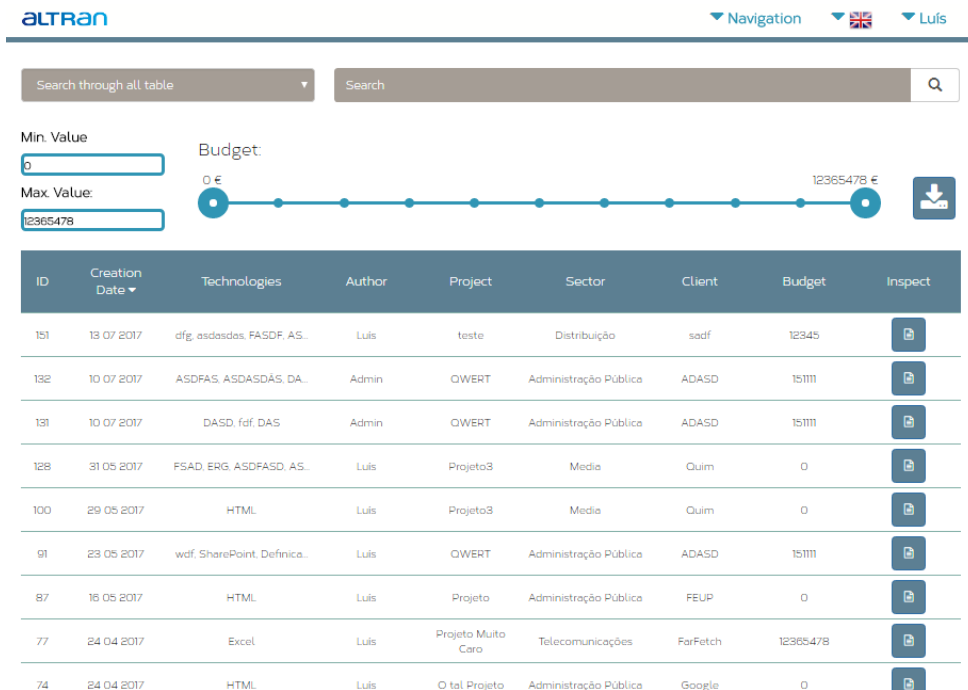 altran
Navigation
Luís
Search through all table
Search
Min. Value
0
Max. Value:
12365478
Budget:
0 €
12365478 €
ID Creation Date Technologies Author Project Sector Client Budget Inspect
151 13 07 2017 dfg, asdasdas, FASDF, AS... Luís teste Distribuição sadf 12345
132 10 07 2017 ASDFAS, ASDASDÁS, DA... Admin QWERT Administração Pública ADASD 151111
131 10 07 2017 DASD, fdf, DAS Admin QWERT Administração Pública ADASD 151111
128 31 05 2017 FSAD, ERG, ASDFASD, AS... Luís Projeto3 Media Quim 0
100 29 05 2017 HTML Luís Projeto3 Media Quim 0
91 23 05 2017 wdf, SharePoint, Definica... Luís QWERT Administração Pública ADASD 151111
87 16 05 2017 HTML Luís Projeto Administração Pública FEUP 0
77 24 04 2017 Excel Luís Projeto Muito Caro Telecomunicações FarFetch 12365478
74 24 04 2017 HTML Luís O tal Projeto Administração Pública Google 0